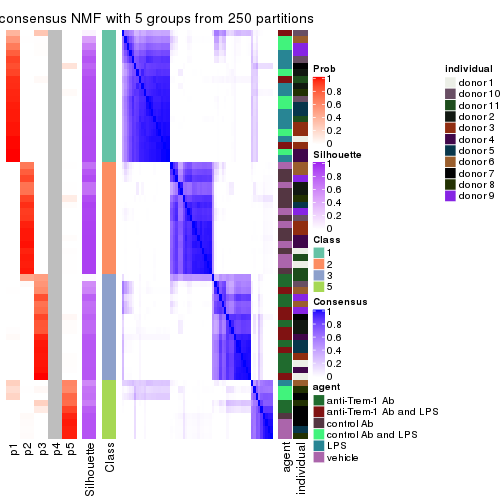 consensus NMF with 5 groups from 250 partitions
Prob
1
0.8
0.6
0.4
0.2
0
Silhouette
1
0.8
0.6
0.4
0.2
0
Class
1
2
3
5
Consensus
1
0.8
0.6
0.4
0.2
0
agent
anti-Trem-1 Ab
anti-Trem-1 Ab and LPS
control Ab
control Ab and LPS
LPS
vehicle
individual
donor 1
donor 10
donor 11
donor 2
donor 3
donor 4
donor 5
donor 6
donor 7
donor 8
donor 9
p1
p2
p3
p4
p5
Silhouette
Class
agent
individual